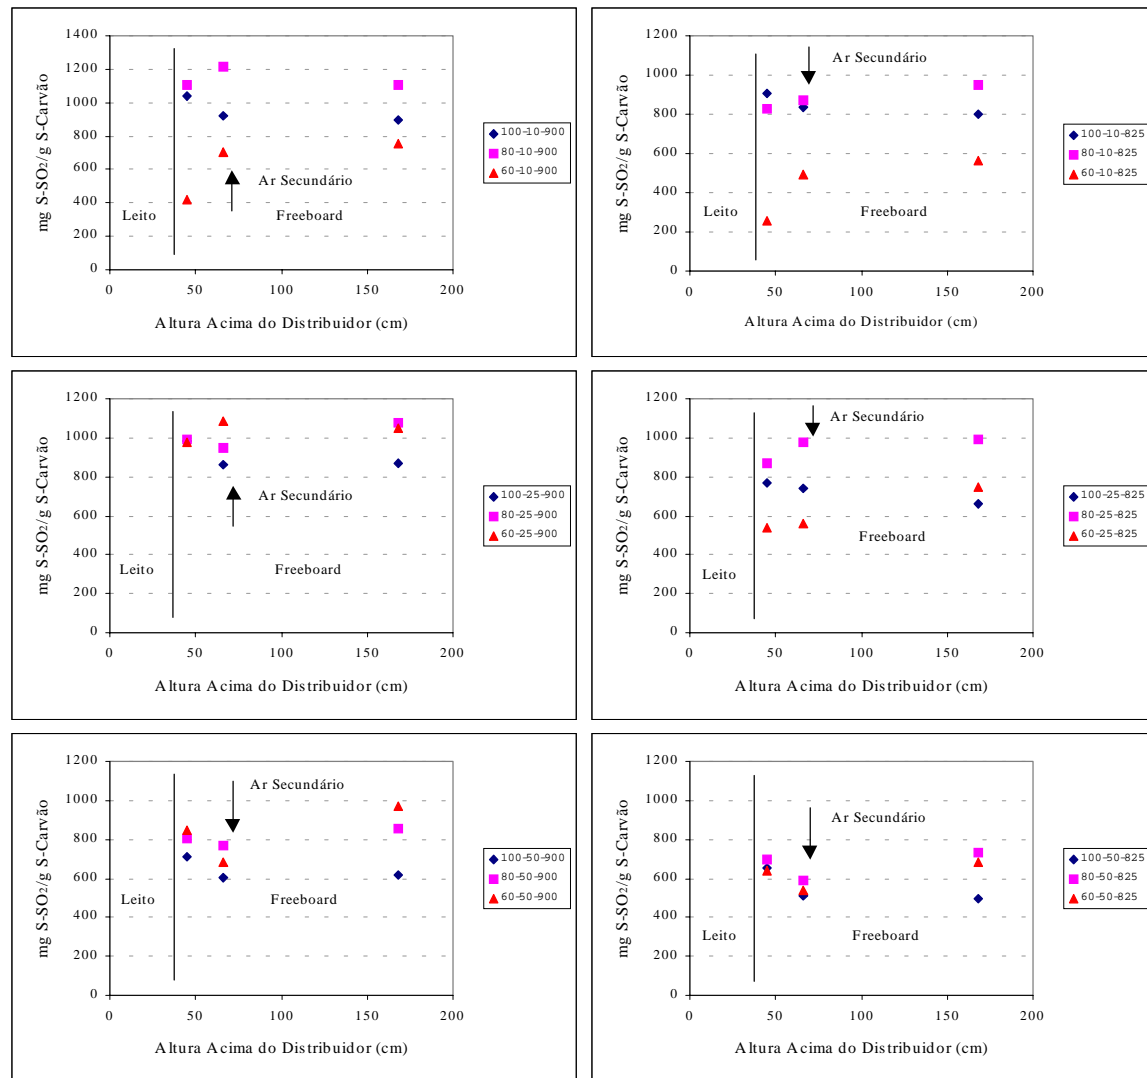 mg S-SO2/g S-Carvão
1400
1200
1000
800
600
400
200
0
Ar Secundário
Leito
Freeboard
0 50 100 150 200
Altura Acima do Distribuidor (cm)
100-10-900
80-10-900
60-10-900
mg S-SO2/g S-Carvão
1200
1000
800
600
400
200
0
Ar Secundário
Leito
Freeboard
0 50 100 150 200
Altura Acima do Distribuidor (cm)
100-10-825
80-10-825
60-10-825
mg S-SO2/g S-Carvão
1200
1000
800
600
400
200
0
Ar Secundário
Leito
Freeboard
0 50 100 150 200
Altura Acima do Distribuidor (cm)
100-25-900
80-25-900
60-25-900
mg S-SO2/g S-Carvão
1200
1000
800
600
400
200
0
Ar Secundário
Freeboard
Leito
0 50 100 150 200
Altura Acima do Distribuidor (cm)
100-25-825
80-25-825
60-25-825
mg S-SO2/g S-Carvão
1200
1000
800
600
400
200
0
Ar Secundário
Leito
Freeboard
0 50 100 150 200
Altura Acima do Distribuidor (cm)
100-50-900
80-50-900
60-50-900
mg S-SO2/g S-Carvão
1200
1000
800
600
400
200
0
Ar Secundário
Leito
Freeboard
0 50 100 150 200
Altura Acima do Distribuidor (cm)
100-50-825
80-50-825
60-50-825